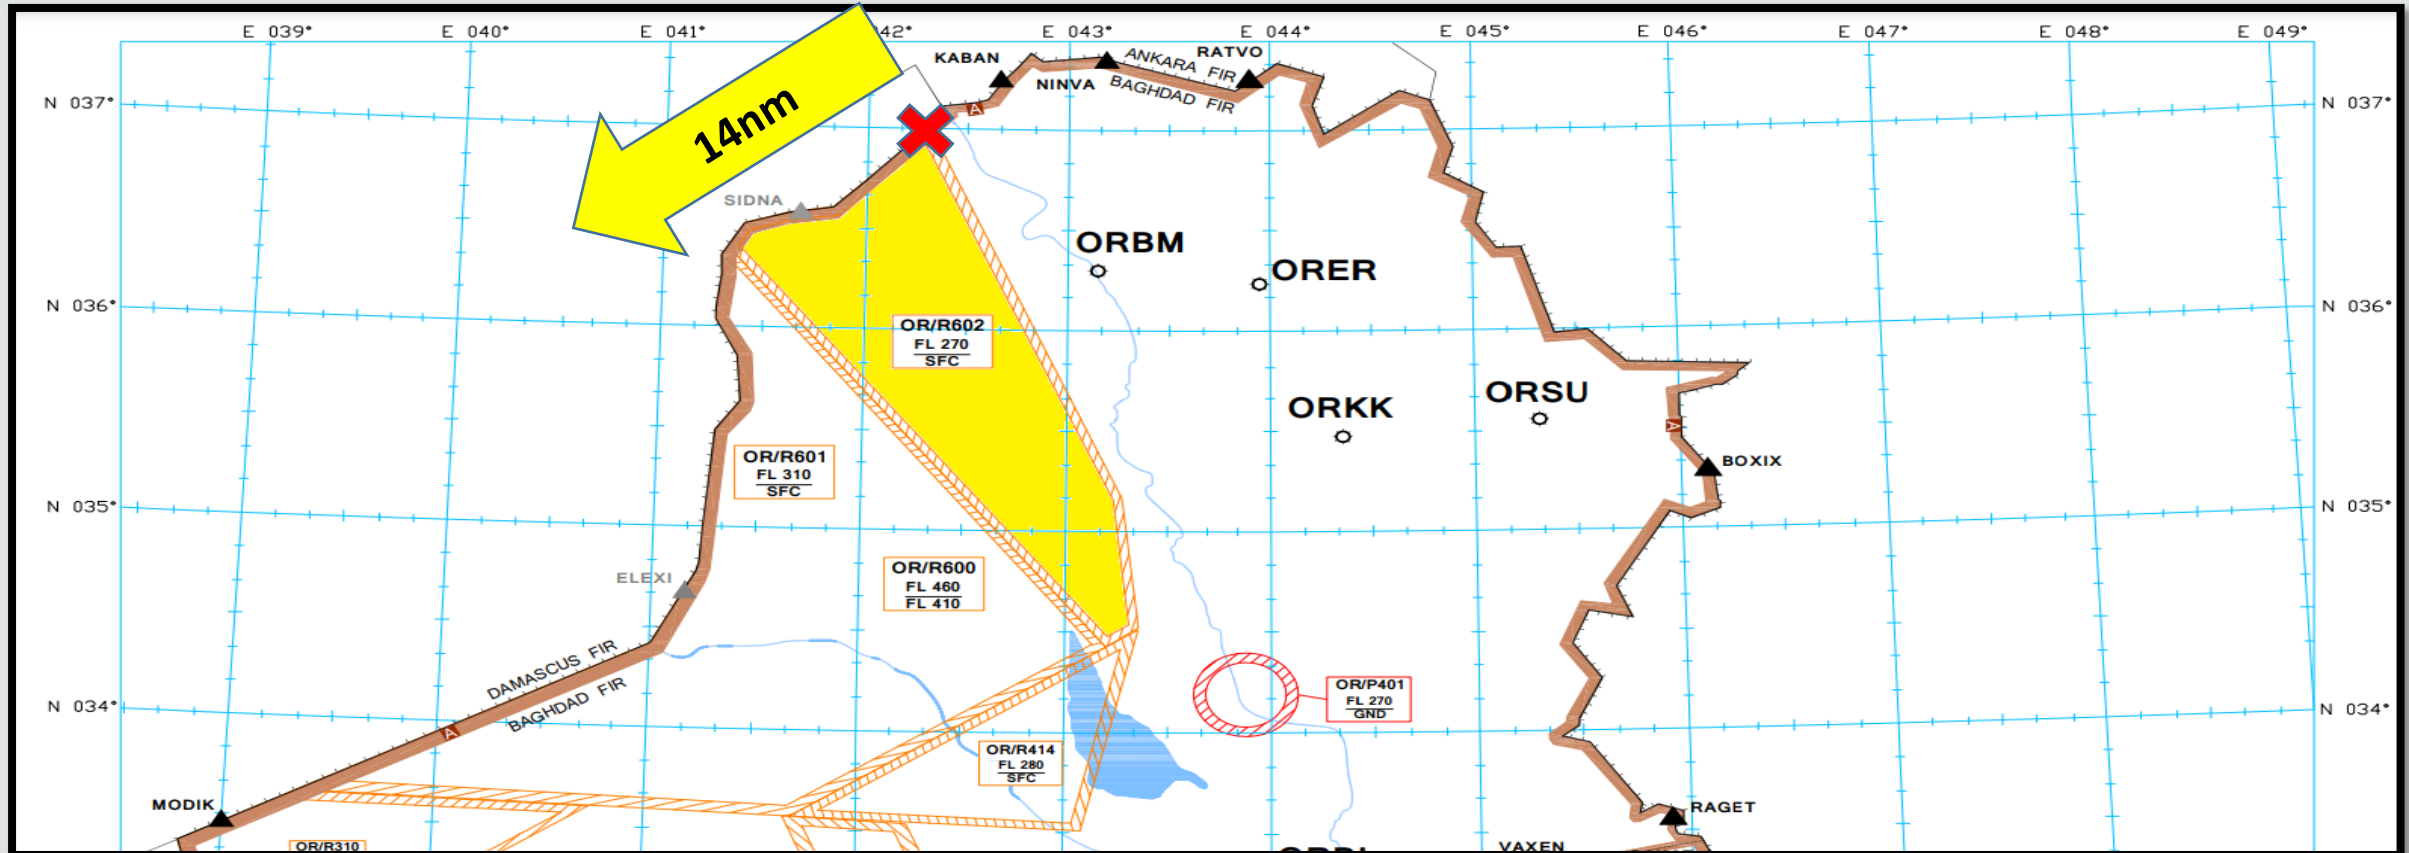 E 039°
E 040°
E 041°
42°
E 043°
E 044°
E 045°
E 046°
E 047°
E 048°
E 049°
KABAN
ANKARA FIR
RATVO
NINVA
BAGHDAD FIR
N 037°
N 037°
A
14nm
SIDNA
ORBM
ORER
N 036°
N 036°
OR/R602
FL 270
SFC
ORSU
ORKK
A
OR/R601
FL 310
SFC
BOXIX
N 035°
N 035°
ELEXI
OR/R600
FL 460
FL 410
DAMASCUS FIR
BAGHDAD FIR
OR/P401
FL 270
GND
N 034°
N 034°
A
OR/R414
FL 280
SFC
MODIK
RAGET
OR/R310
VAXEN